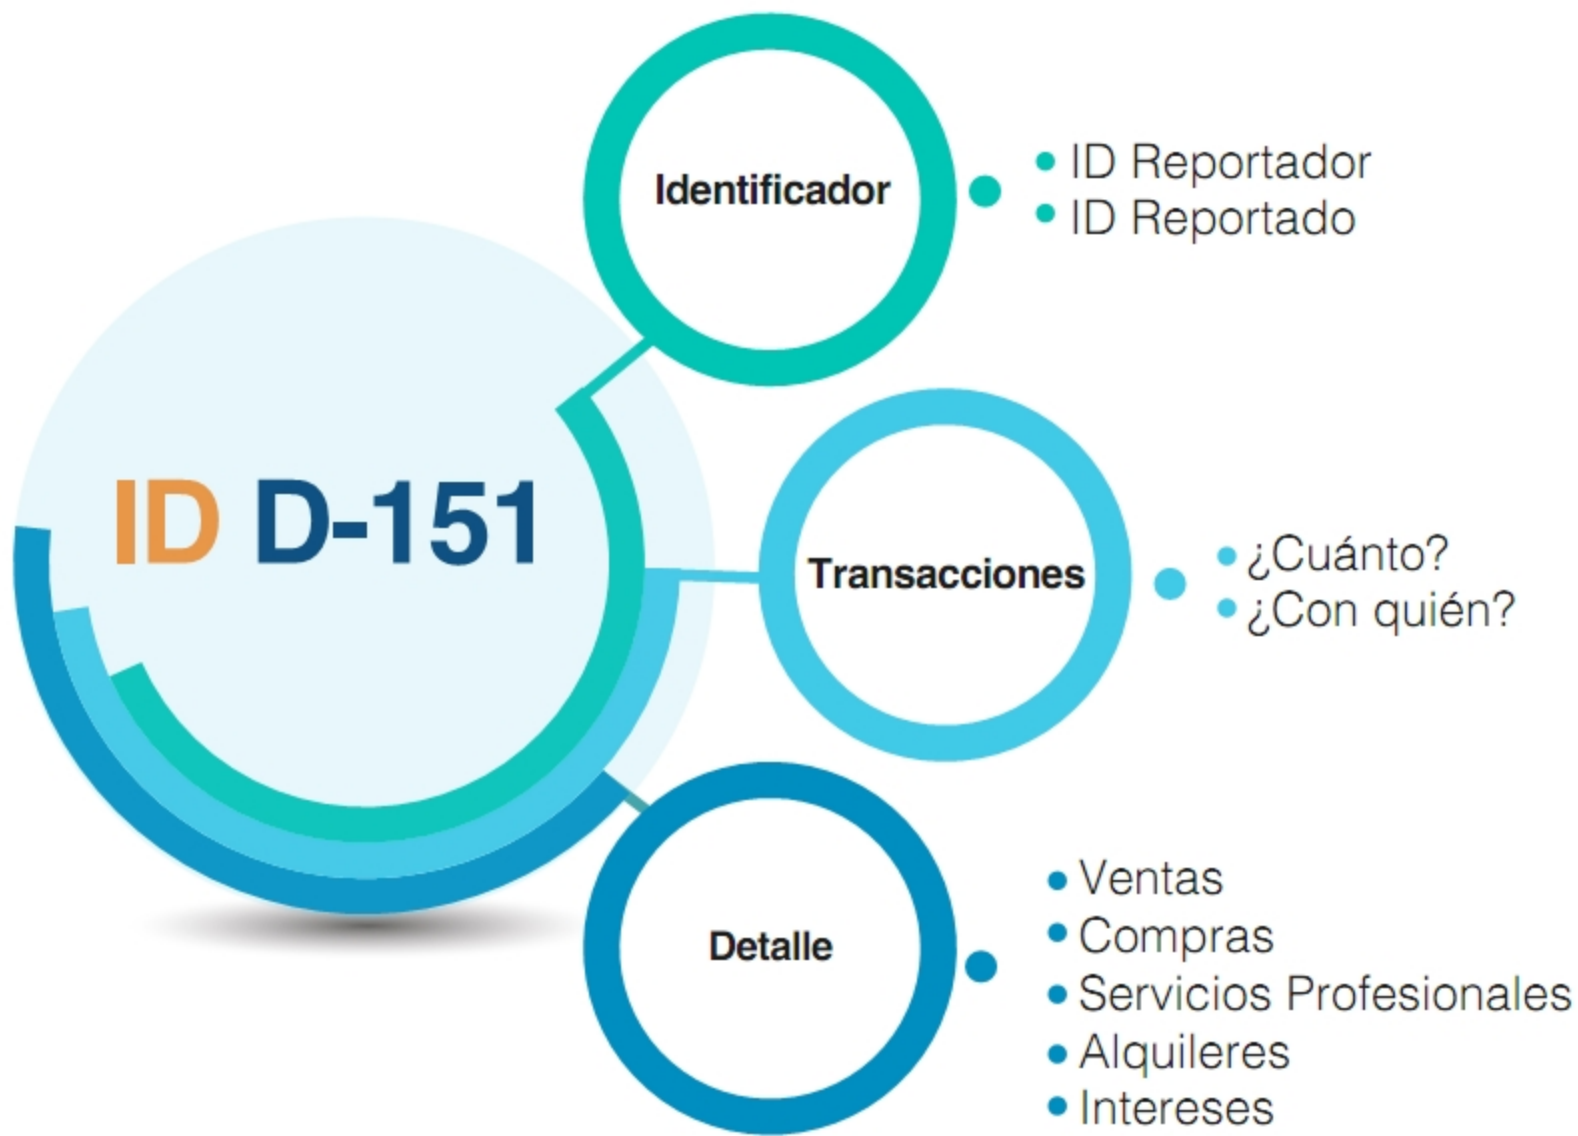 Identificador
• ID Reportador
• ID Reportado
ID D-151
Transacciones
• ¿Cuánto?
• ¿Con quién?
Detalle
• Ventas
• Compras
• Servicios Profesionales
• Alquileres
• Intereses